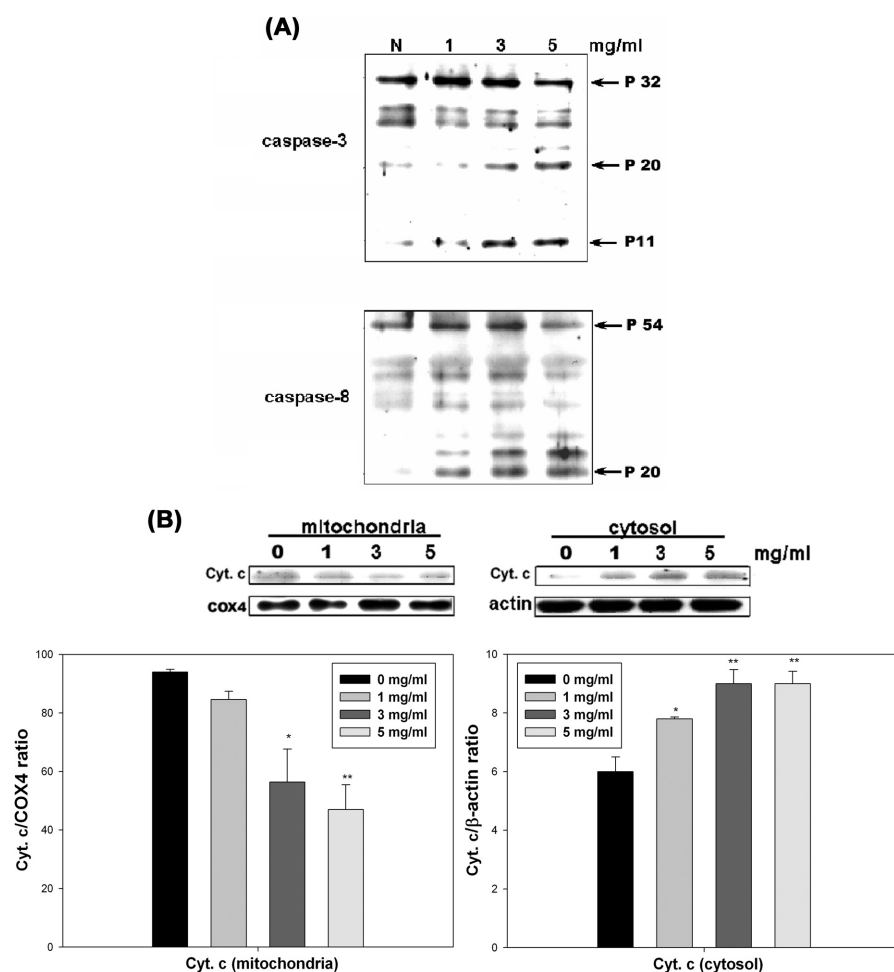 (A)
N 1 3 5 mg/ml
P 32
caspase-3
P 20
P11
P 54
caspase-8
P 20
(B)
mitochondria
0 1 3 5
Cyt. c
COX4
cytosol
0 1 3 5 mg/ml
Cyt. c
actin
100
80
60
40
20
0
Cyt. c/COX4 ratio
0 mg/ml
1 mg/ml
3 mg/ml
5 mg/ml
*
**
Cyt. c (mitochondria)
10
8
6
4
2
0
Cyt. c/β-actin ratio
0 mg/ml
1 mg/ml
3 mg/ml
5 mg/ml
*
**
**
Cyt. c (cytosol)